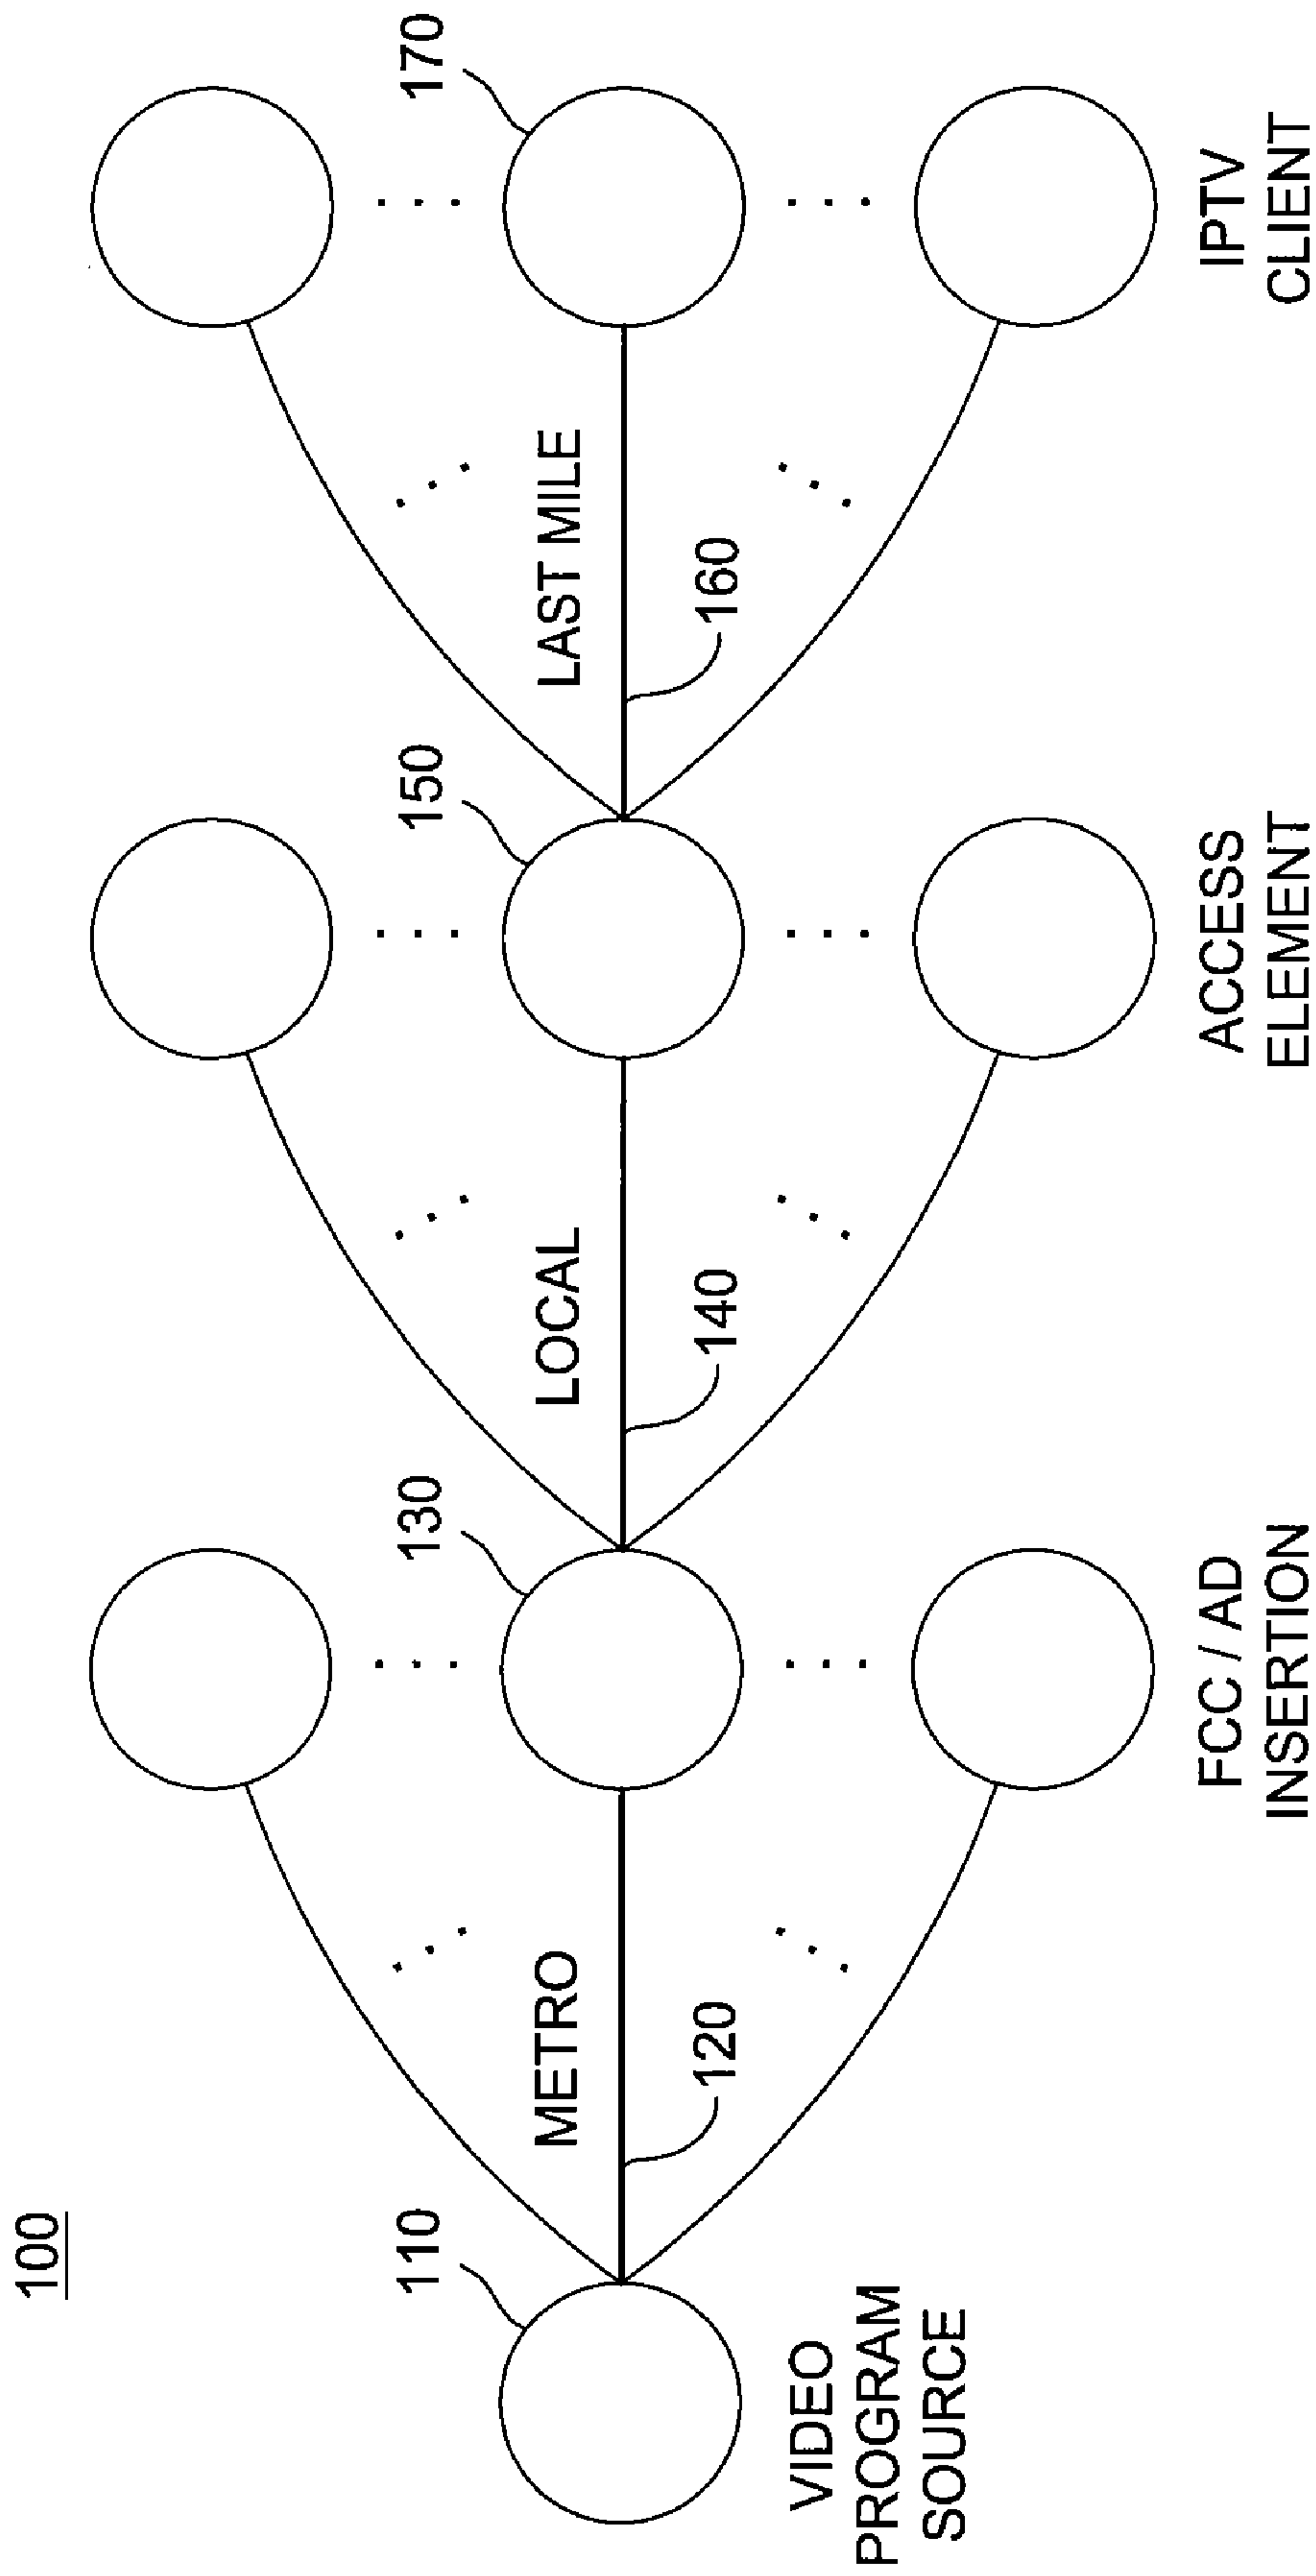 100
110
VIDEO
PROGRAM
SOURCE
METRO
120
130
FCC / AD
INSERTION
LOCAL
140
150
ACCESS
ELEMENT
LAST MILE
160
170
IPTV
CLIENT